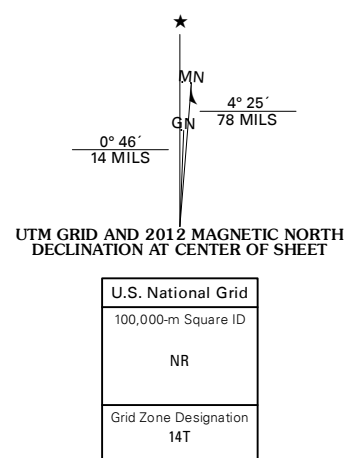 ★
MN
4° 25´
78 MILS
GN
0° 46´
14 MILS
UTM GRID AND 2012 MAGNETIC NORTH
DECLINATION AT CENTER OF SHEET
U.S. National Grid
100,000-m Square ID
NR
Grid Zone Designation
14T